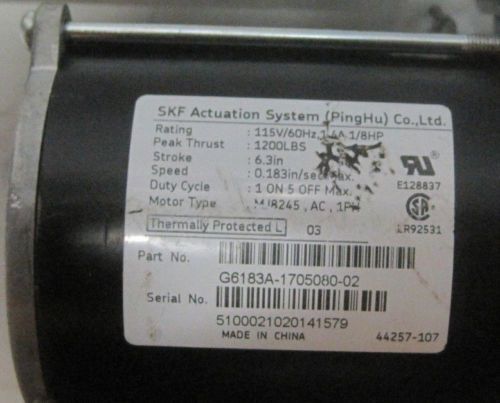 SKF Actuation System (PingHu) Co.,Ltd.
Rating : 115V/60Hz, 1.4A, 1/8HP
Peak Thrust : 1200LBS
Stroke : 6.3in
Speed : 0.183in/sec Max.
Duty Cycle : 1 ON 5 OFF Max.
Motor Type : MJ8245 , AC , 1PH
E128837
Thermally Protected L 03
LR92531
Part No.
G6183A-1705080-02
Serial No.
5100021020141579
MADE IN CHINA 44257-107